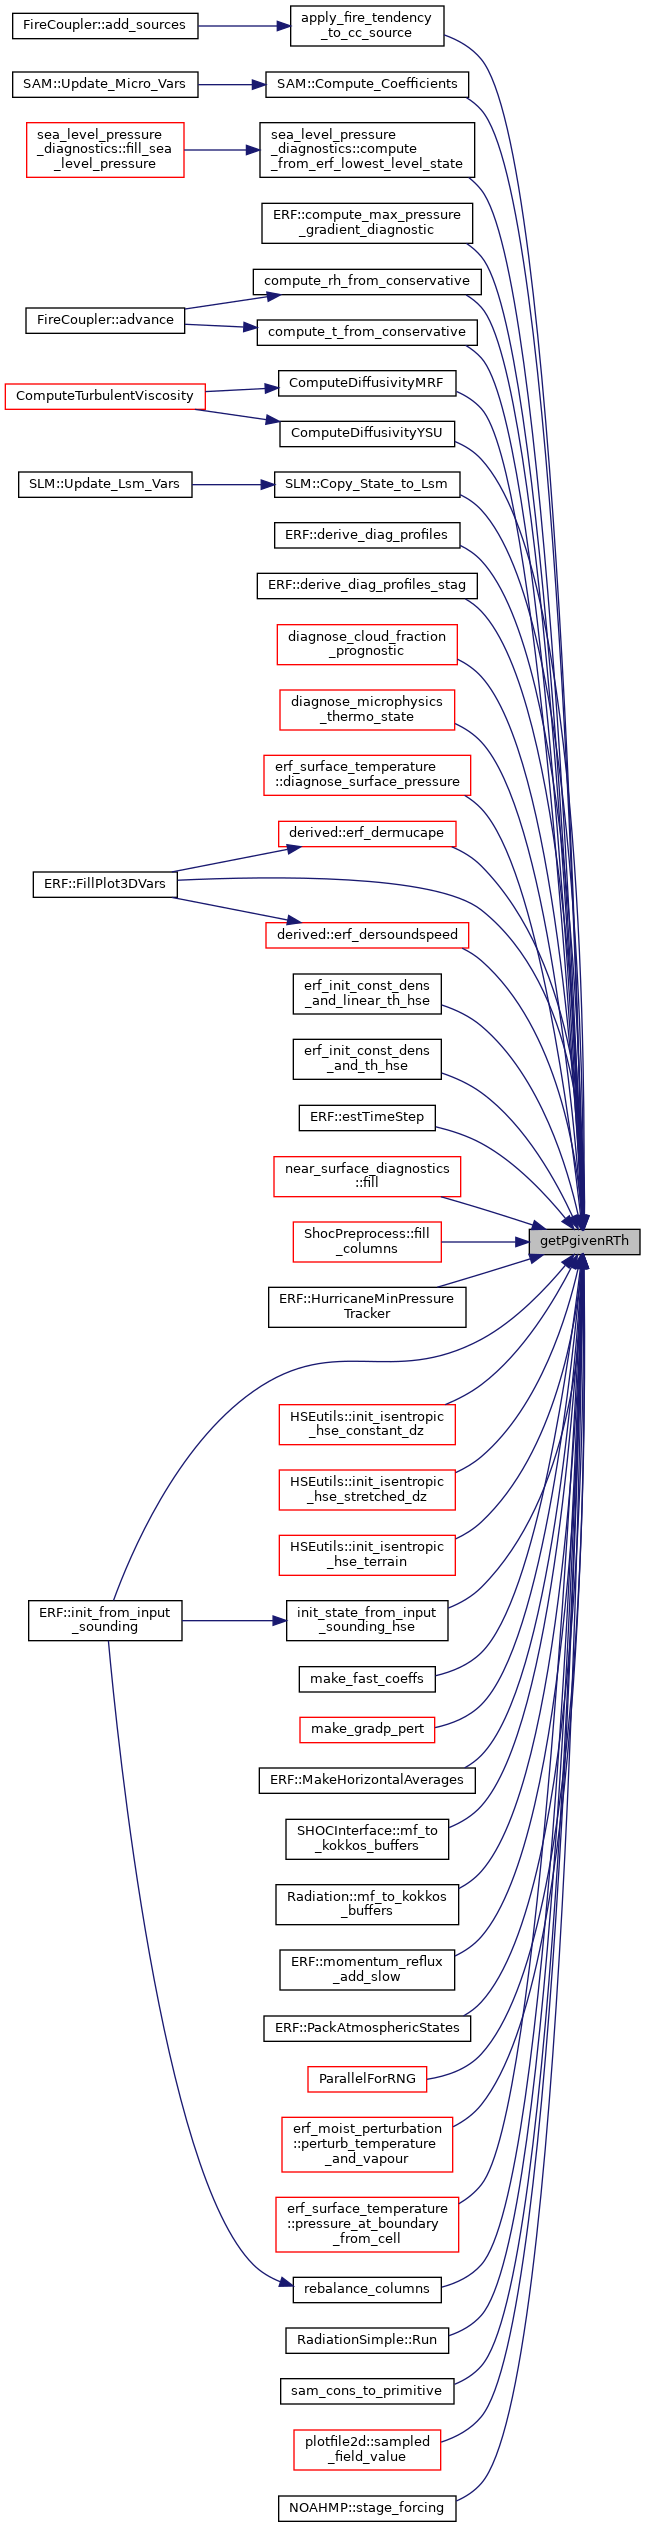 FireCoupler::add_sources
apply_fire_tendency
_to_cc_source
SAM::Update_Micro_Vars
SAM::Compute_Coefficients
sea_level_pressure
_diagnostics::fill_sea
_level_pressure
sea_level_pressure
_diagnostics::compute
_from_erf_lowest_level_state
ERF::compute_max_pressure
_gradient_diagnostic
compute_rh_from_conservative
FireCoupler::advance
compute_t_from_conservative
ComputeTurbulentViscosity
ComputeDiffusivityMRF
ComputeDiffusivityYSU
SLM::Update_Lsm_Vars
SLM::Copy_State_to_Lsm
ERF::derive_diag_profiles
ERF::derive_diag_profiles_stag
diagnose_cloud_fraction
_prognostic
diagnose_microphysics
_thermo_state
erf_surface_temperature
::diagnose_surface_pressure
derived::erf_dermucape
ERF::FillPlot3DVars
derived::erf_dersoundspeed
erf_init_const_dens
_and_linear_th_hse
erf_init_const_dens
_and_th_hse
ERF::estTimeStep
near_surface_diagnostics
::fill
ShocPreprocess::fill
_columns
getPgivenRTh
ERF::HurricaneMinPressure
Tracker
HSEutils::init_isentropic
_hse_constant_dz
HSEutils::init_isentropic
_hse_stretched_dz
HSEutils::init_isentropic
_hse_terrain
ERF::init_from_input
_sounding
init_state_from_input
_sounding_hse
make_fast_coeffs
make_gradp_pert
ERF::MakeHorizontalAverages
SHOCInterface::mf_to
_kokkos_buffers
Radiation::mf_to_kokkos
_buffers
ERF::momentum_reflux
_add_slow
ERF::PackAtmosphericStates
ParallelForRNG
erf_moist_perturbation
::perturb_temperature
_and_vapour
erf_surface_temperature
::pressure_at_boundary
_from_cell
rebalance_columns
RadiationSimple::Run
sam_cons_to_primitive
plotfile2d::sampled
_field_value
NOAHMP::stage_forcing